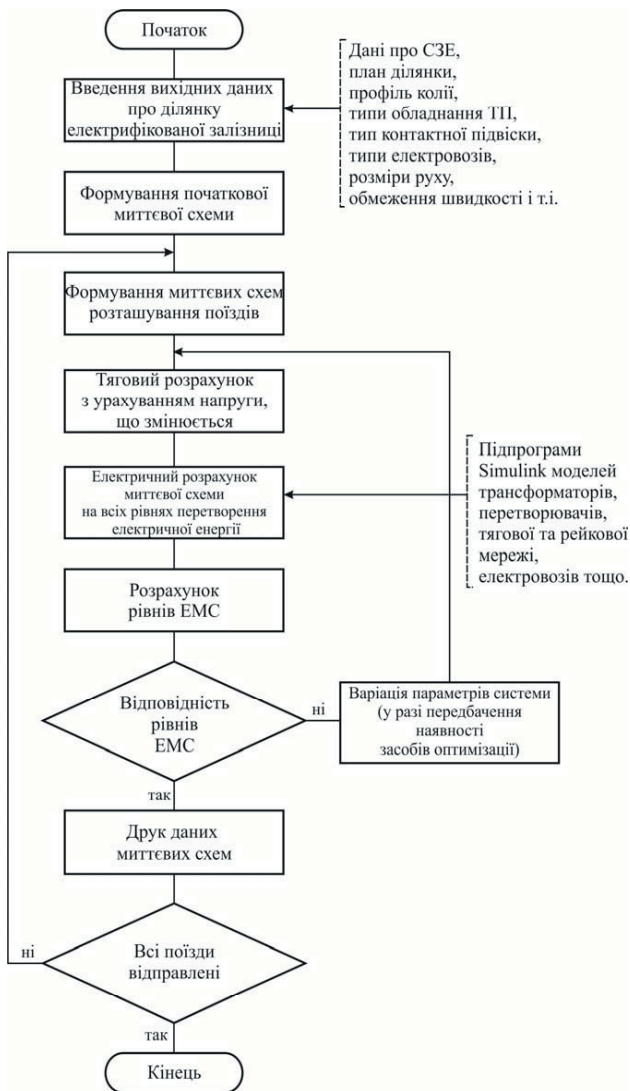 Початок
Введення вихідних даних
про ділянку
електрифікованої залізниці
Дані про СЗЕ,
план ділянки,
профіль колії,
типи обладнання ТП,
тип контактної підвіски,
типи електровозів,
розміри руху,
обмеження швидкості і т.і.
Формування початкової
миттєвої схеми
Формування миттєвих схем
розташування поїздів
Тяговий розрахунок
з урахуванням напруги,
що змінюється
Електричний розрахунок
миттєвої схеми
на всіх рівнях перетворення
електричної енергії
Підпрограми
Simulink моделей
трансформаторів,
перетворювачів,
тягової та рейкової
мережі,
електровозів тощо.
Розрахунок
рівнів ЕМС
Відповідність
рівнів
ЕМС
ні
Варіація параметрів системи
(у разі передбачення
наявності
засобів оптимізації)
так
Друк даних
миттєвих схем
ні
Всі поїзди
відправлені
так
Кінець